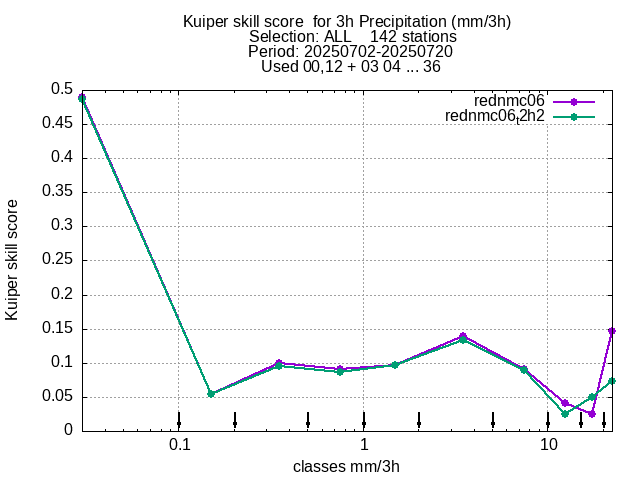 Kuiper skill score  for 3h Precipitation (mm/3h)
Selection: ALL    142 stations
Period: 20250702-20250720
Used 00,12 + 03 04 ... 36
rednmc06
rednmc06,2h2
0.5
0.45
0.4
0.35
0.3
0.25
0.2
0.15
0.1
0.05
0
Kuiper skill score
0.1
1
10
classes mm/3h